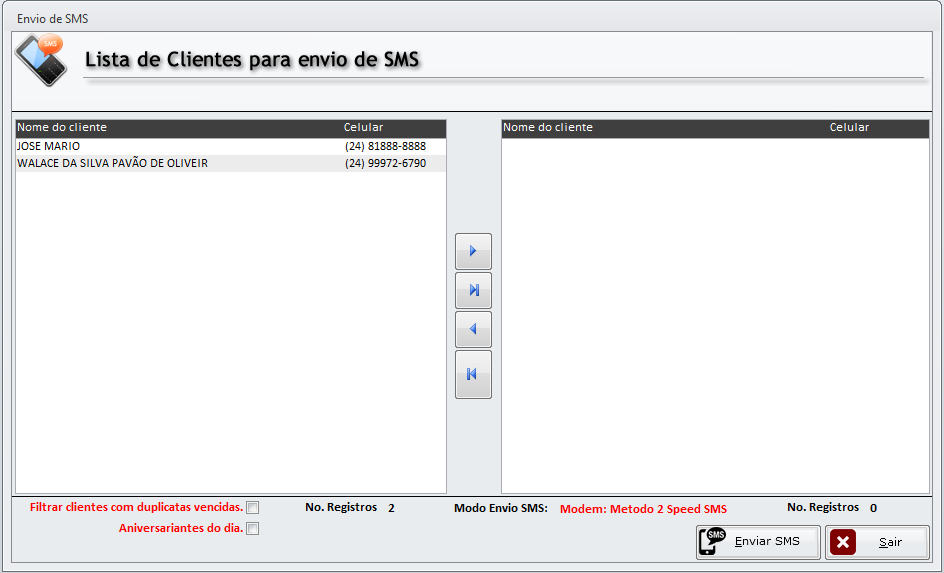 Envio de SMS
SMS
Lista de Clientes para envio de SMS
Nome do cliente Celular
JOSE MARIO (24) 81888-8888
WALACE DA SILVA PAVÃO DE OLIVEIR (24) 99972-6790
Nome do cliente Celular
Filtrar clientes com duplicatas vencidas. No. Registros 2 Modo Envio SMS: Modem: Metodo 2 Speed SMS No. Registros 0
Aniversariantes do dia.
SMS Enviar SMS Sair